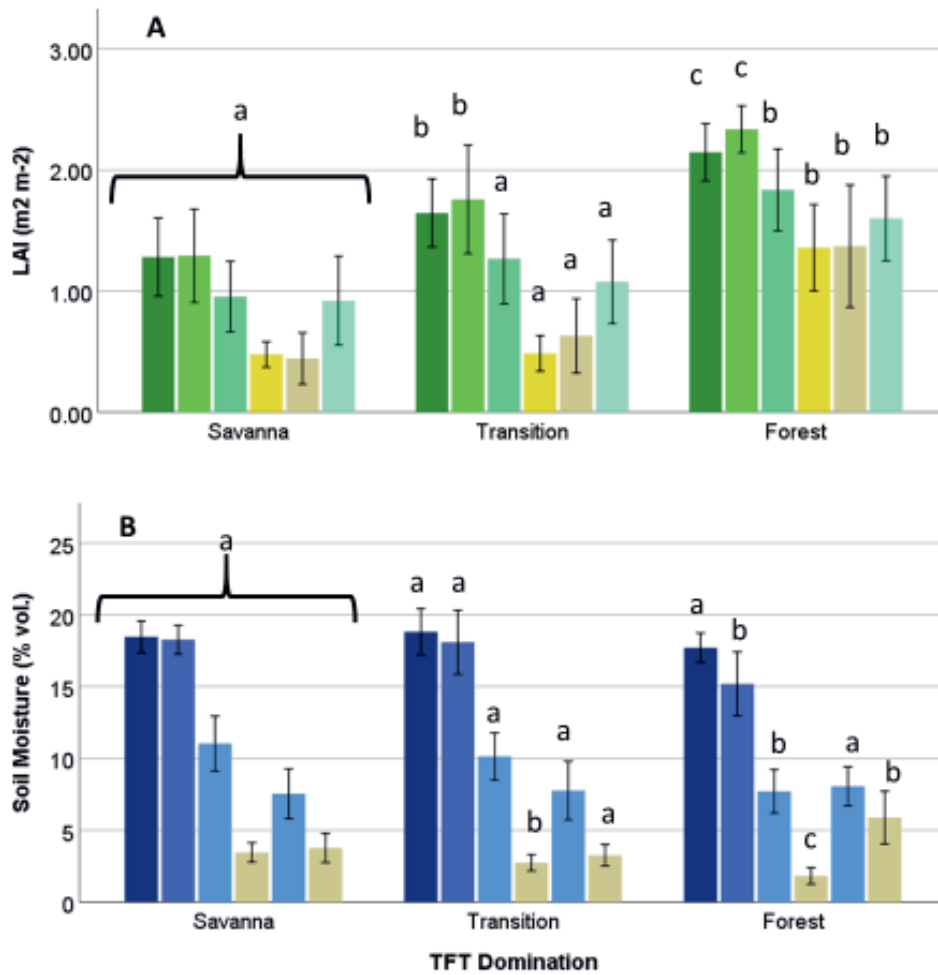 A
3.00
2.00
1.00
0.00
LAI (m2 m-2)
a
b b a a a a
c c b b b b
Savanna Transition Forest
B
25
20
15
10
5
0
Soil Moisture (% vol.)
a
a a a b a a
a b b c a b
Savanna Transition Forest
TFT Domination